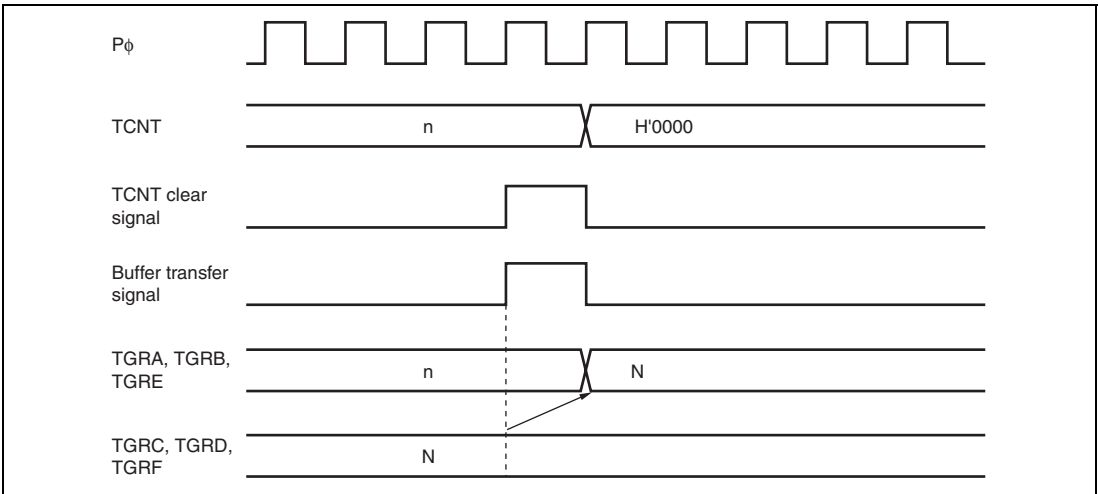 Pϕ
TCNT
n
H'0000
TCNT clear
signal
Buffer transfer
signal
TGRA, TGRB,
TGRE
n
N
TGRC, TGRD,
TGRF
N